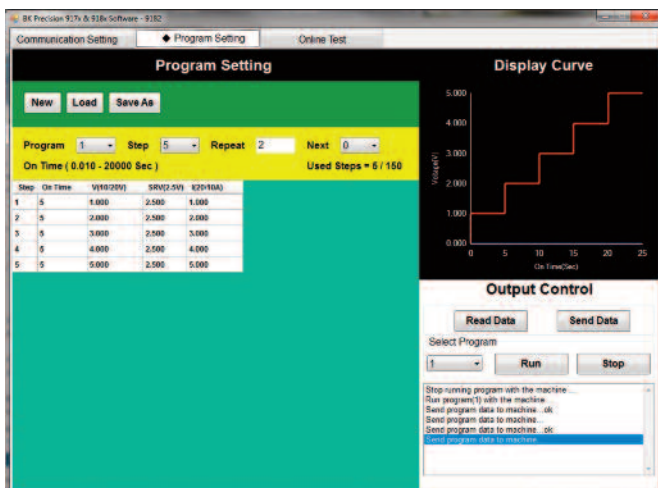 BK Precision 917x & 918x Software - 9182
Communication Setting ◆ Program Setting Online Test
Program Setting
New Load Save As
Program 1 Step 5 Repeat 2 Next 0
On Time ( 0.010 - 20000 Sec ) Used Steps = 6 / 150
Step On Time V(10/20V) SRV(2.5V) I(20/10A)
1 5 1.000 2.500 1.000
2 5 2.000 2.500 2.000
3 5 3.000 2.500 3.000
4 5 4.000 2.500 4.000
5 5 5.000 2.500 5.000
Display Curve
5.000
4.000
3.000
2.000
1.000
0.000
Voltage(V)
0 5 10 15 20 25
On Time(Sec)
Output Control
Read Data Send Data
Select Program
1 Run Stop
Stop running program with the machine...
Run program(1) with the machine...
Send program data to machine...ok
Send program data to machine...
Send program data to machine...ok
Send program data to machine...